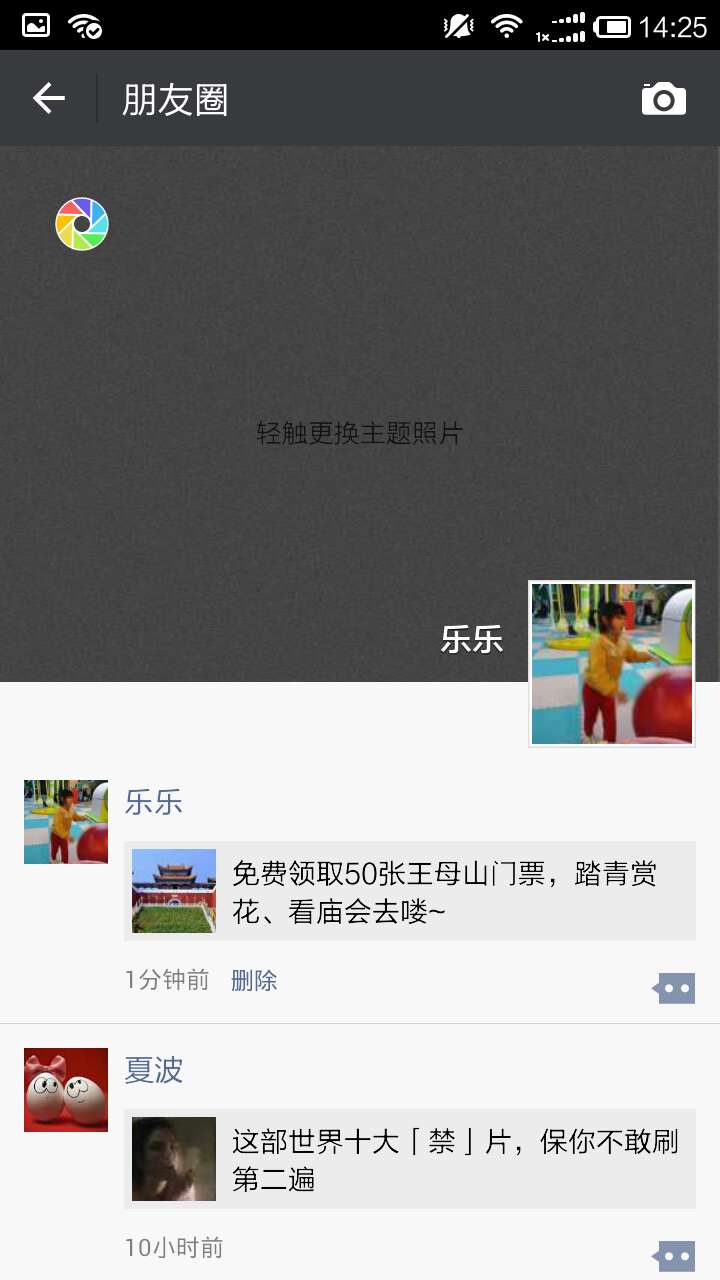 1×
14:25
朋友圈
轻触更换主题照片
乐乐
乐乐
免费领取50张王母山门票，踏青赏
花、看庙会去喽~
1分钟前 删除
夏波
这部世界十大「禁」片，保你不敢刷
第二遍
10小时前